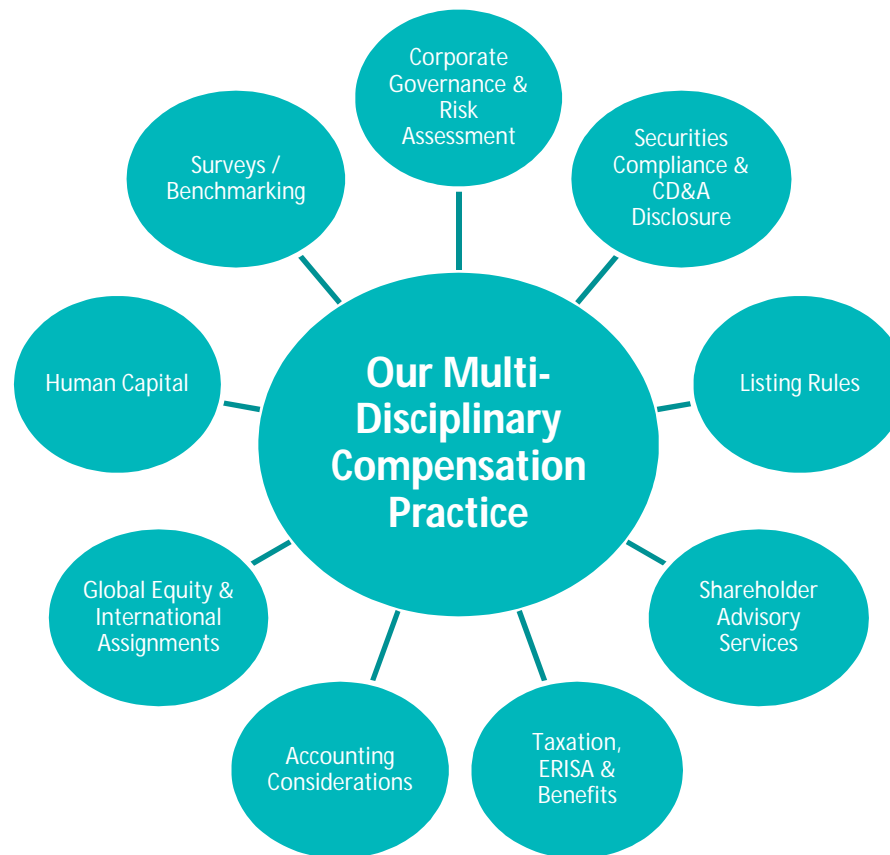 Corporate
Governance &
Risk
Assessment
Securities
Compliance &
CD&A
Disclosure
Surveys /
Benchmarking
Human Capital
Our Multi-
Disciplinary
Compensation
Practice
Listing Rules
Global Equity &
International
Assignments
Shareholder
Advisory
Services
Accounting
Considerations
Taxation,
ERISA &
Benefits